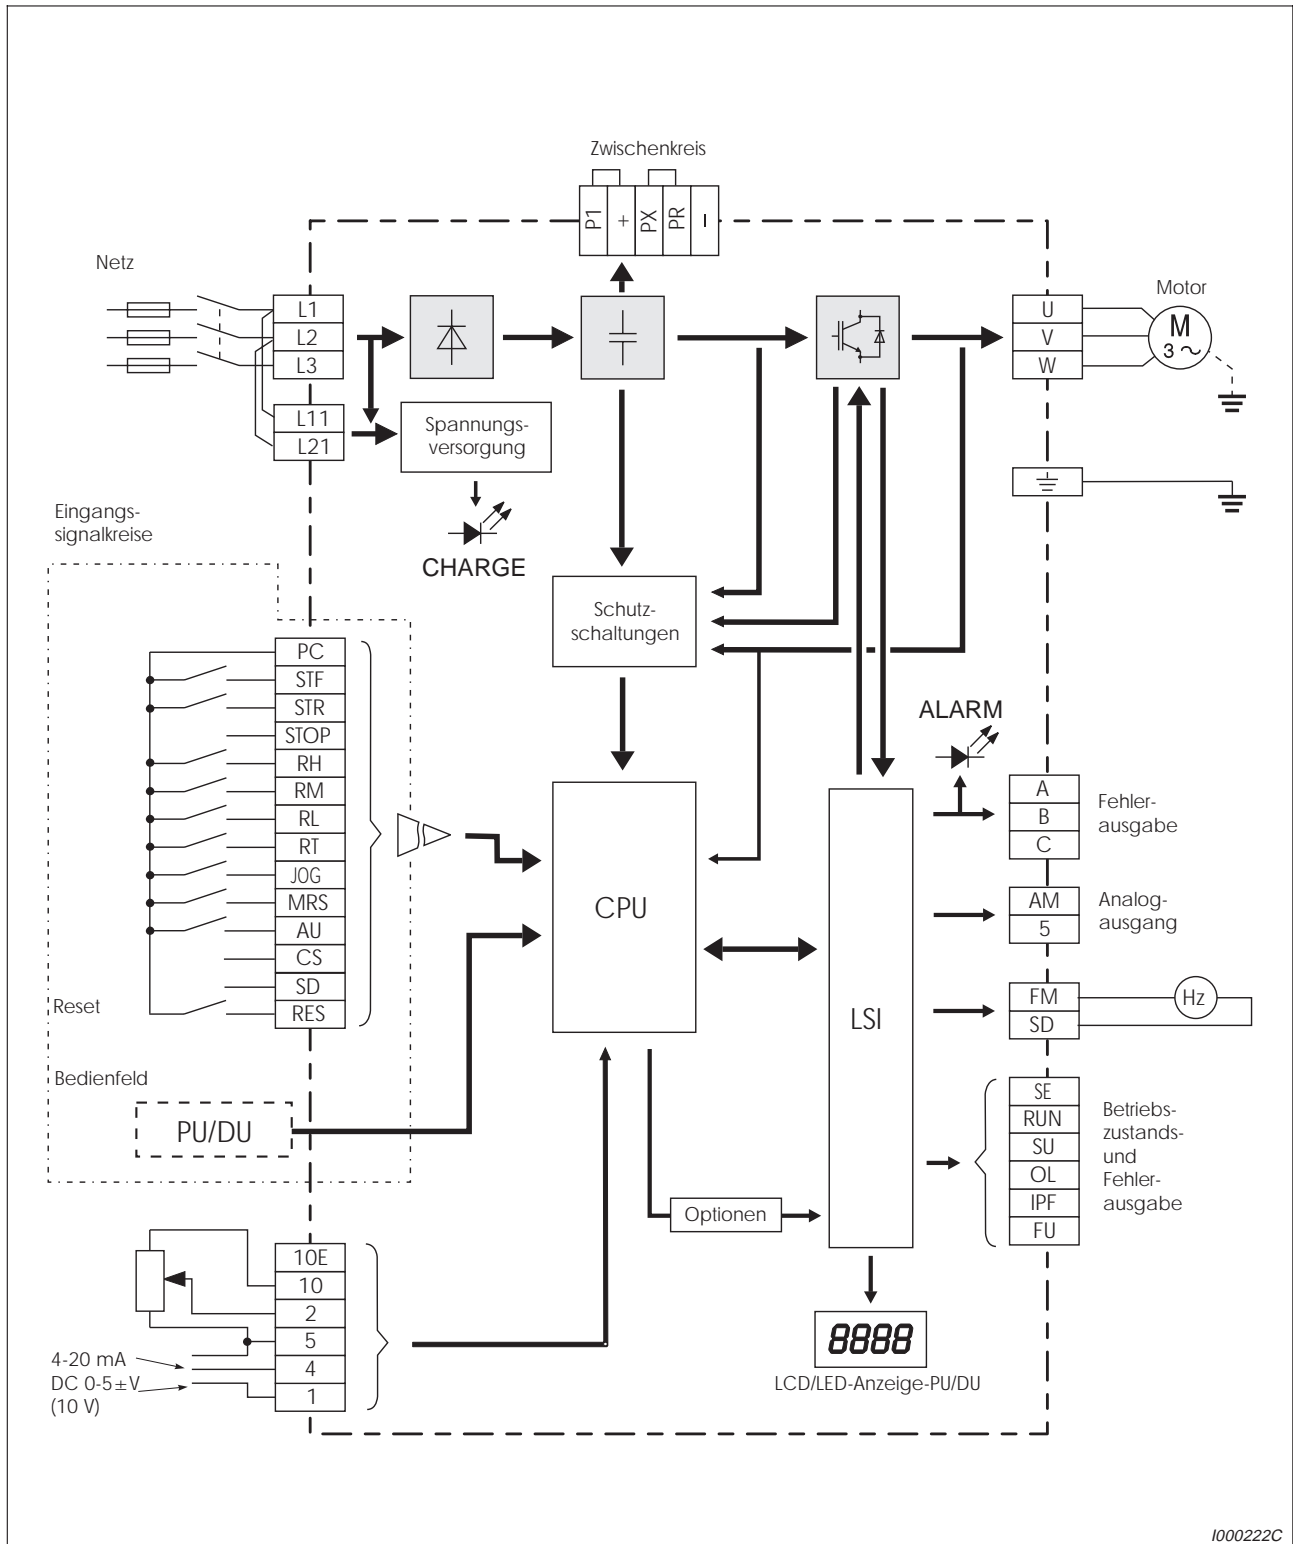 Zwischenkreis
P1
+
PX
PR
−
Netz
L1
L2
L3
L11
L21
U
V
W
Motor
M
3 ~
Spannungs-
versorgung
CHARGE
Eingangs-
signalkreise
PC
STF
STR
STOP
RH
RM
RL
RT
JOG
MRS
AU
CS
SD
RES
Reset
Bedienfeld
PU/DU
Schutz-
schaltungen
CPU
LSI
Optionen
ALARM
A
B
C
Fehler-
ausgabe
AM
5
Analog-
ausgang
FM
SD
Hz
SE
RUN
SU
OL
IPF
FU
Betriebs-
zustands-
und
Fehler-
ausgabe
10E
10
2
5
4
1
4-20 mA
DC 0-5±V
(10 V)
8888
LCD/LED-Anzeige-PU/DU
I000222C